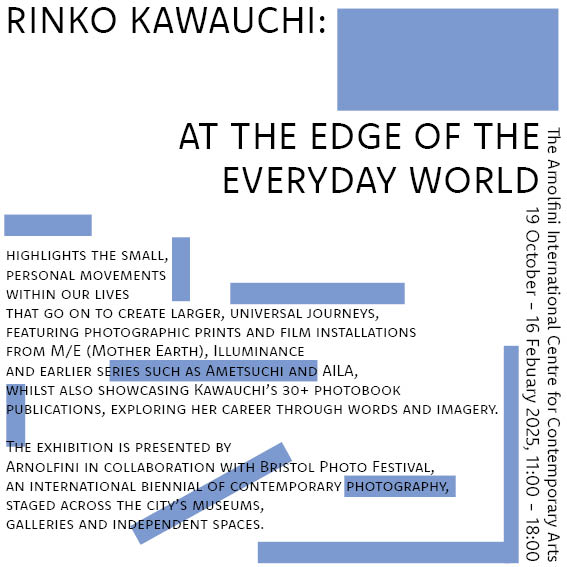 RINKO KAWAUCHI:
AT THE EDGE OF THE
EVERYDAY WORLD
The Arnolfini International Centre for Contemporary Arts
19 October - 16 Febuary 2025, 11:00 - 18:00
HIGHLIGHTS THE SMALL,
PERSONAL MOVEMENTS
WITHIN OUR LIVES
THAT GO ON TO CREATE LARGER, UNIVERSAL JOURNEYS,
FEATURING PHOTOGRAPHIC PRINTS AND FILM INSTALLATIONS
FROM M/E (MOTHER EARTH), ILLUMINANCE
AND EARLIER SERIES SUCH AS AMETSUCHI AND AILA,
WHILST ALSO SHOWCASING KAWAUCHI'S 30+ PHOTOBOOK
PUBLICATIONS, EXPLORING HER CAREER THROUGH WORDS AND IMAGERY.
THE EXHIBITION IS PRESENTED BY
ARNOLFINI IN COLLABORATION WITH BRISTOL PHOTO FESTIVAL,
AN INTERNATIONAL BIENNIAL OF CONTEMPORARY PHOTOGRAPHY,
STAGED ACROSS THE CITY'S MUSEUMS,
GALLERIES AND INDEPENDENT SPACES.